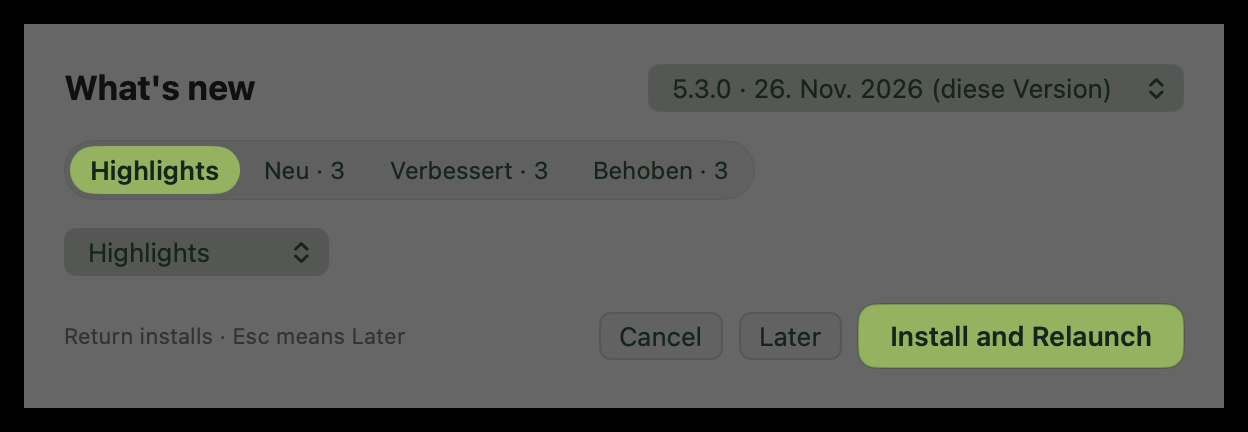 What's new
5.3.0 · 26. Nov. 2026 (diese Version)
Highlights
Neu · 3
Verbessert · 3
Behoben · 3
Highlights
Return installs · Esc means Later
Cancel
Later
Install and Relaunch